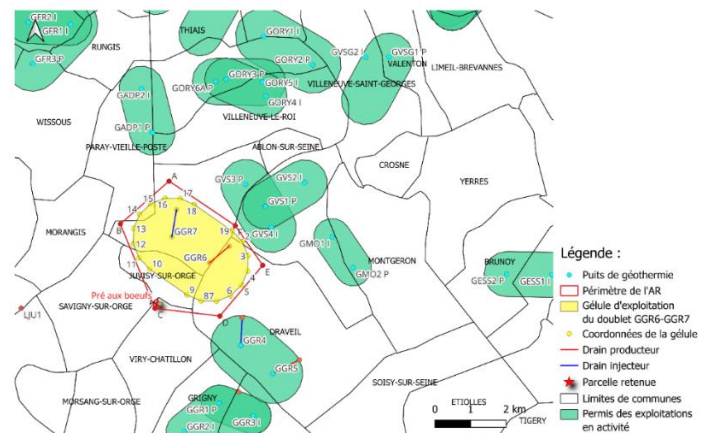 GFR2 I
GFR1 I
THIAIS
GORY1 I
RUNGIS
GFR3 P
GORY2 P
GVSG2 I
GVSG1 P
VALENTON
LIMEIL-BREVANNES
GORY3 P
GORY6A P
GORY5 I
VILLENEUVE-SAINT-GEORGES
GADP2 I
GORY4 I
WISSOUS
VILLENEUVE-LE-ROI
GADP1 P
PARAY-VIEILLE-POSTE
ABLON-SUR-SEINE
CROSNE
YERRES
A
GVS3 P
GVS2 I
15
17
14
16
18
GVS1 P
B
13
GGR7
19
F
2
GVS4 I
MORANGIS
12
3
GMO1 I
MONTGERON
11
10
GGR6
4
E
GMO2 P
BRUNOY
GESS2 P
GESS1 I
JUVISY-SUR-ORGE
5
Pré aux boeufs
9
87
6
SAVIGNY-SUR-ORGE
LJU1
C
D
DRAVEIL
VIRY-CHATILLON
GGR4
GGR5
SOISY-SUR-SEINE
MORSANG-SUR-ORGE
GRIGNY
GGR1 P
GGR2 I
GGR3 I
ETIOLLES
TIGERY
0 1 2 km
Légende :
Puits de géothermie
Périmètre de l'AR
Gélule d'exploitation
du doublet GGR6-GGR7
Coordonnées de la gélule
Drain producteur
Drain injecteur
Parcelle retenue
Limites de communes
Permis des exploitations
en activité